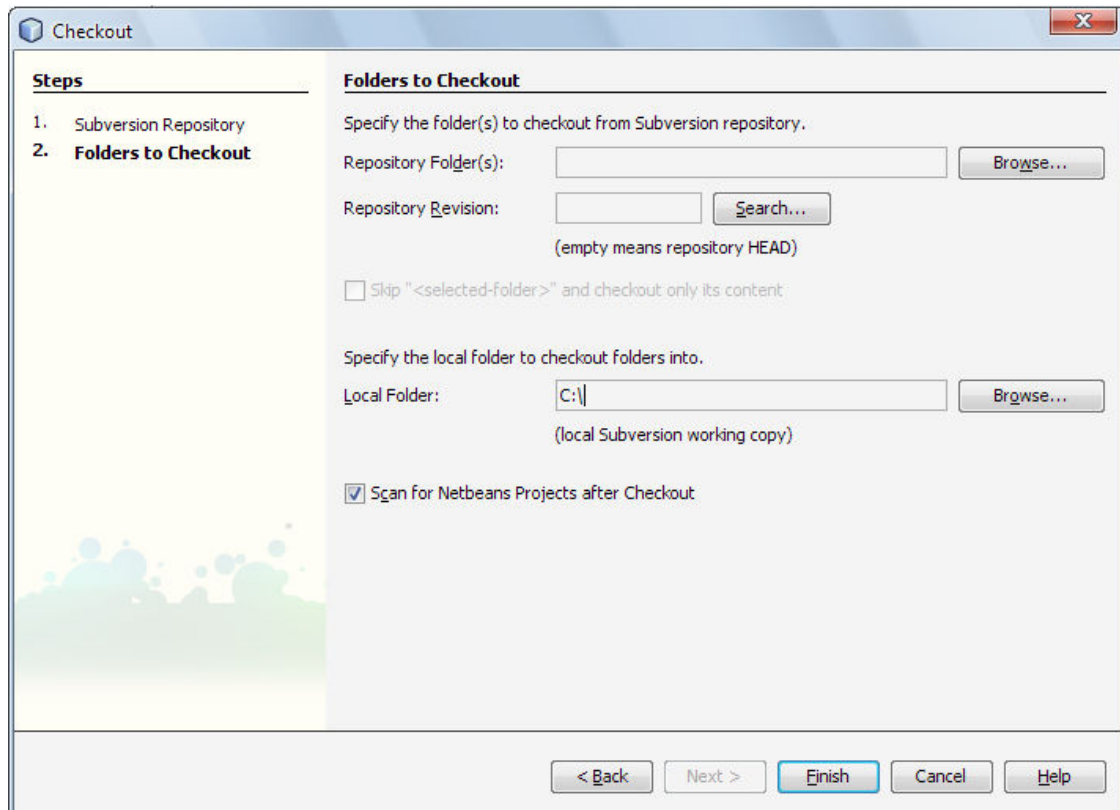 Checkout
Steps
1. Subversion Repository
2. Folders to Checkout
Folders to Checkout
Specify the folder(s) to checkout from Subversion repository.
Repository Folder(s): Browse...
Repository Revision: Search...
(empty means repository HEAD)
Skip "<selected-folder>" and checkout only its content
Specify the local folder to checkout folders into.
Local Folder: C:\ Browse...
(local Subversion working copy)
Scan for Netbeans Projects after Checkout
< Back Next > Finish Cancel Help